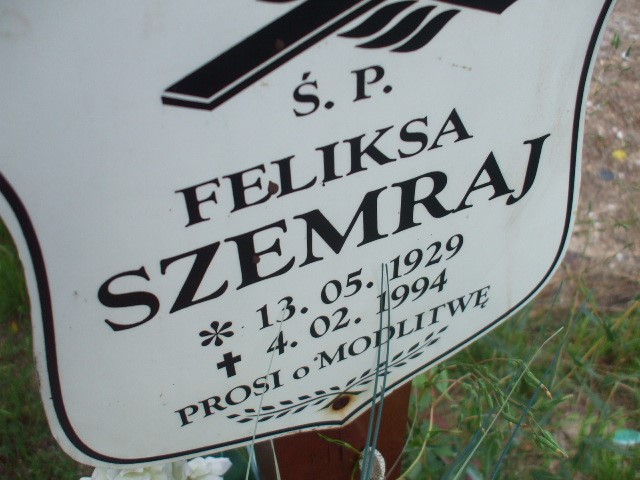 Ś. P.
FELIKSA
SZEMRAJ
* 13. 05. 1929
✝ 4. 02. 1994
PROSI o MODLITWĘ